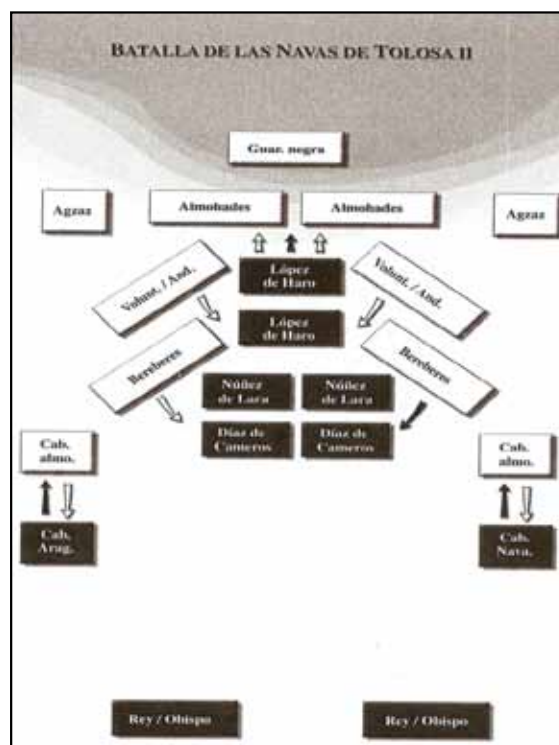 BATALLA DE LAS NAVAS DE TOLOSA II
Guar. negra
Agzaz
Almohades
Almohades
Agzaz
Volunt. / And.
López
de Haro
Volunt. / And.
López
de Haro
Bereberes
Bereberes
Núñez
de Lara
Núñez
de Lara
Díaz de
Cameros
Díaz de
Cameros
Cab.
almo.
Cab.
almo.
Cab.
Arag.
Cab.
Nava.
Rey / Obispo
Rey / Obispo